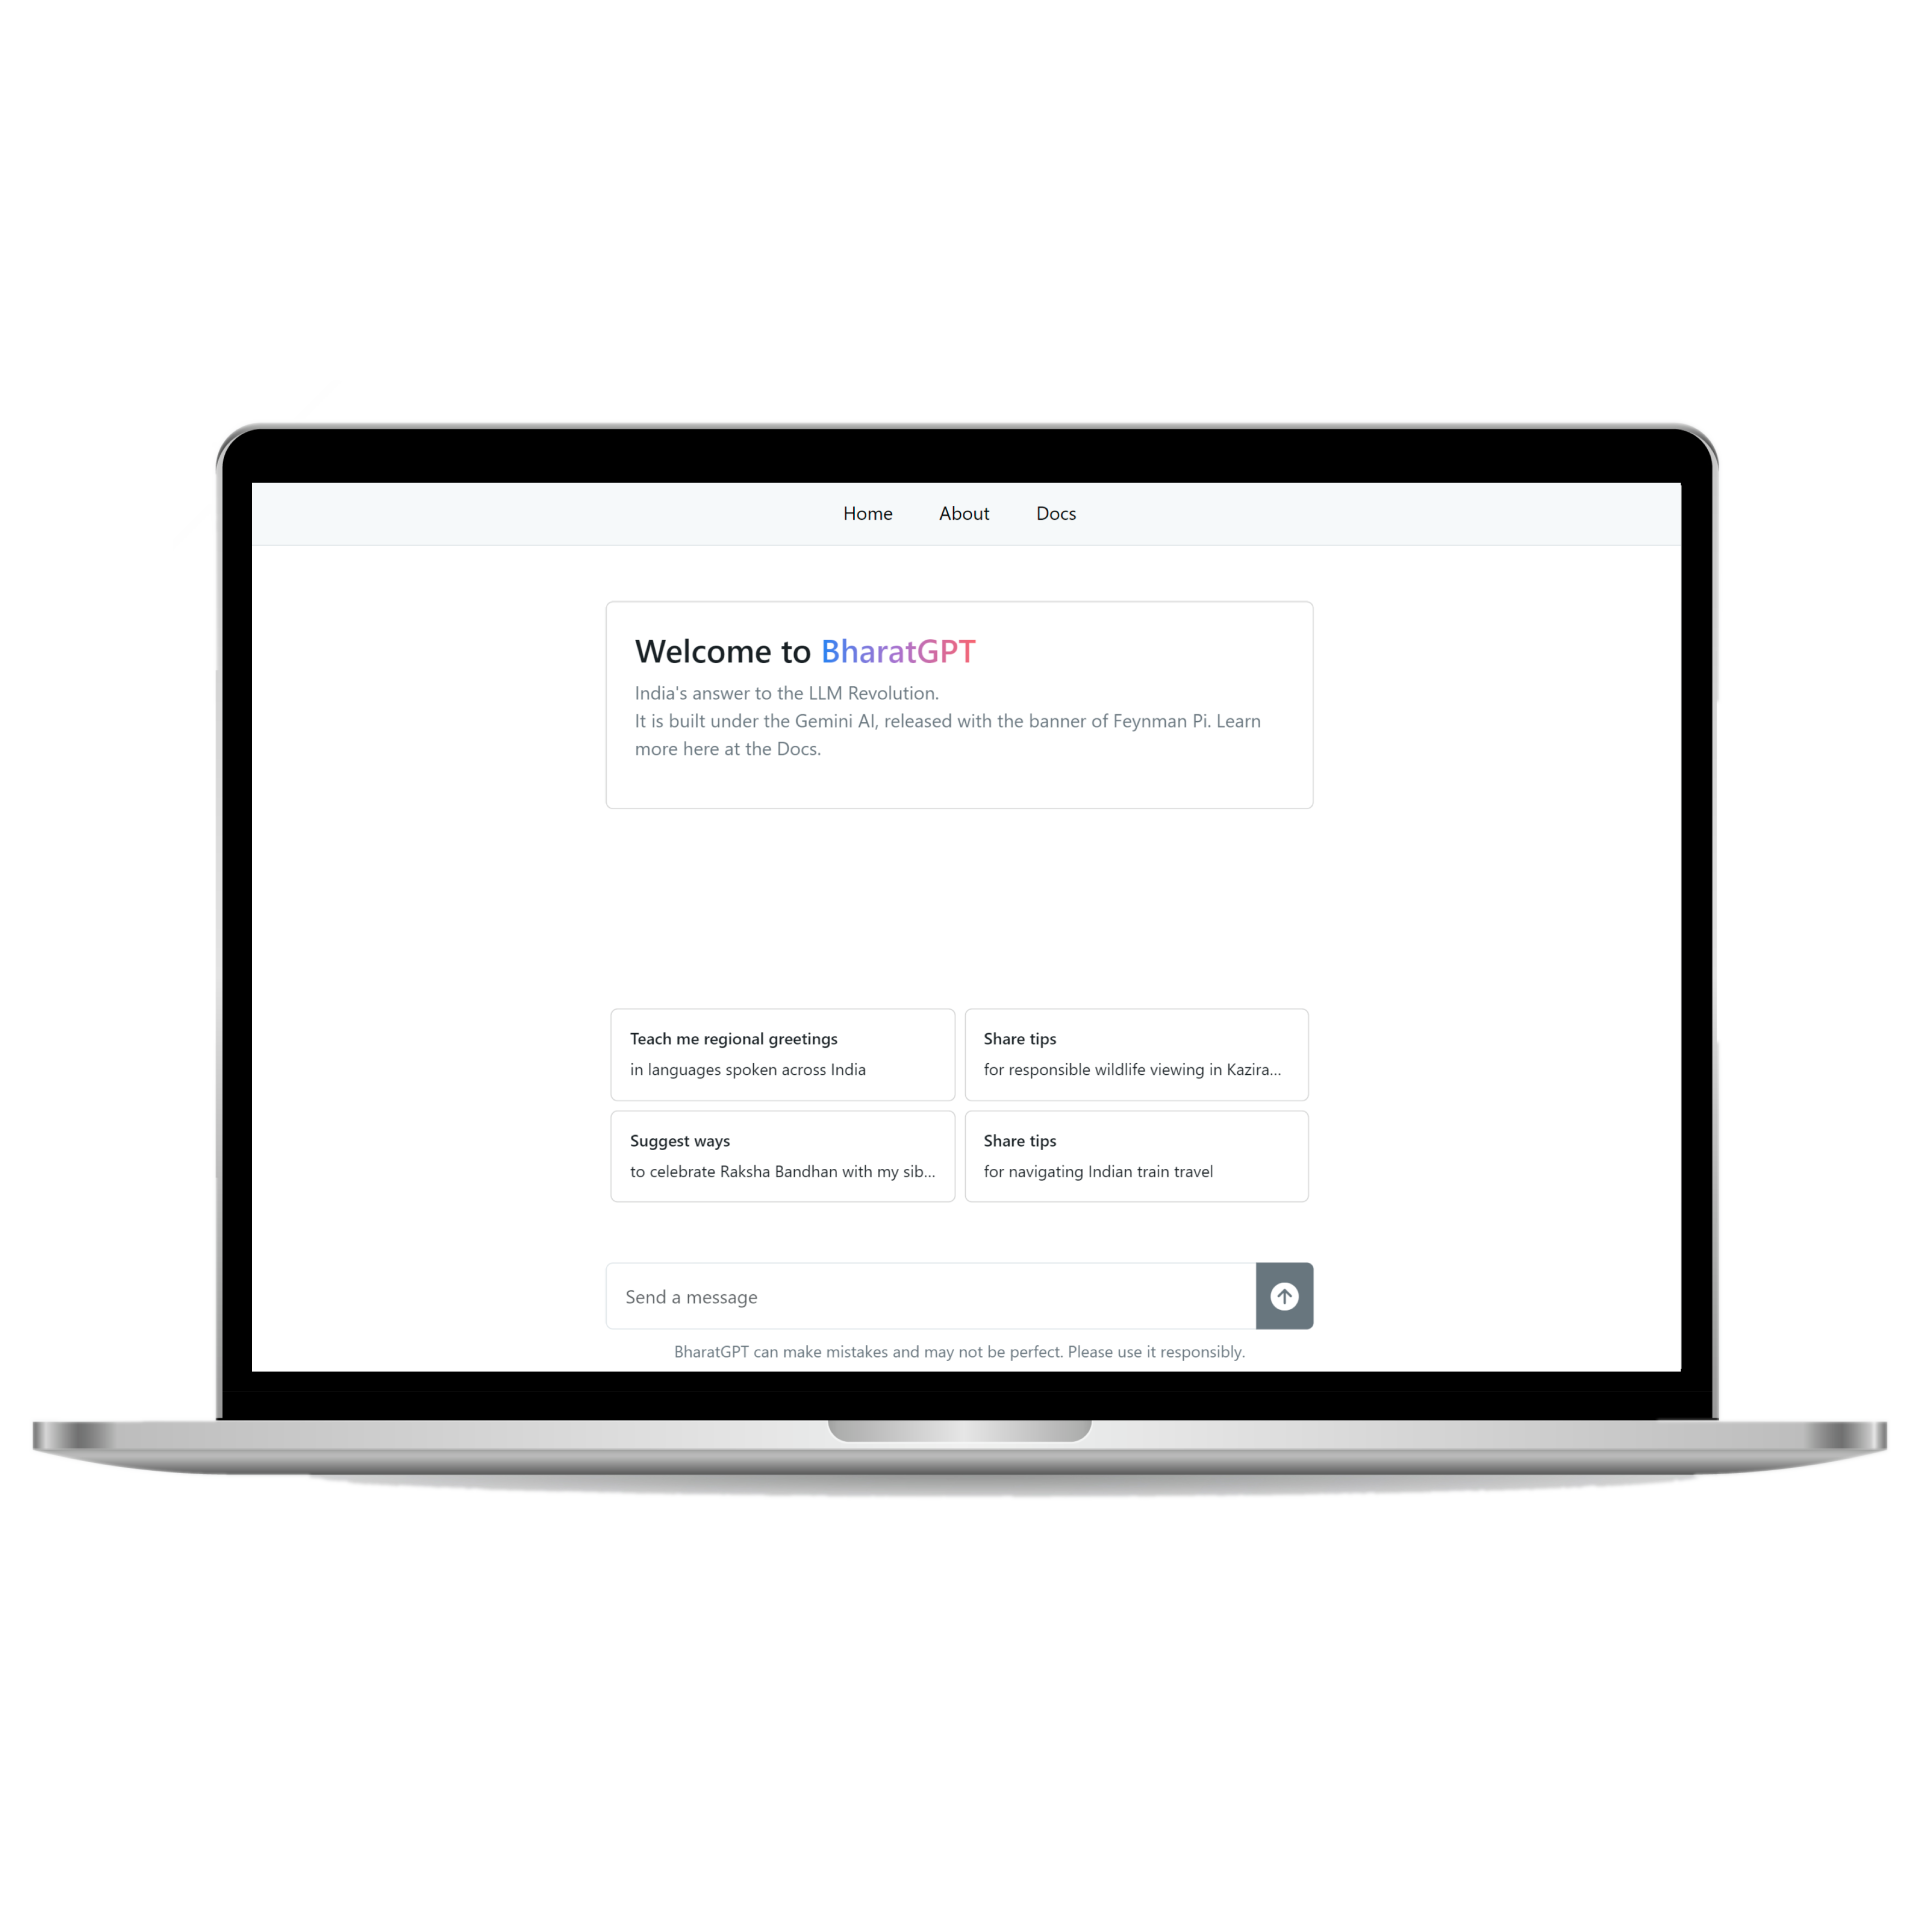 Home About Docs
Welcome to BharatGPT
India's answer to the LLM Revolution.
It is built under the Gemini AI, released with the banner of Feynman Pi. Learn
more here at the Docs.
Teach me regional greetings
in languages spoken across India
Share tips
for responsible wildlife viewing in Kazira...
Suggest ways
to celebrate Raksha Bandhan with my sib...
Share tips
for navigating Indian train travel
Send a message
BharatGPT can make mistakes and may not be perfect. Please use it responsibly.